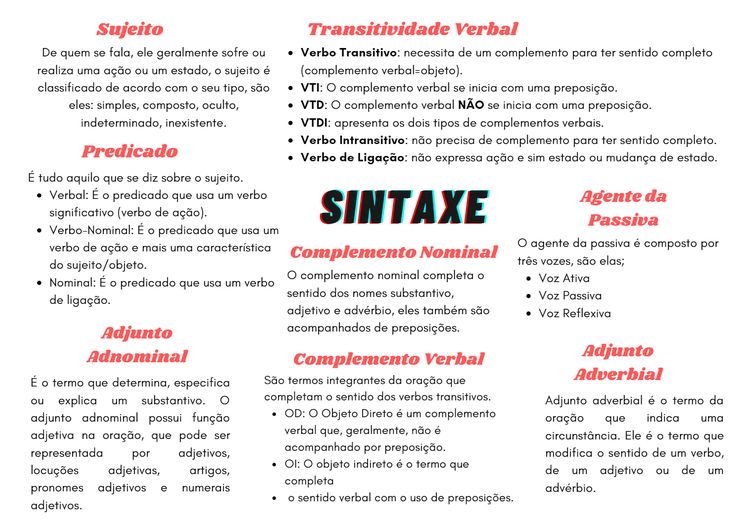 Sujeito
De quem se fala, ele geralmente sofre ou
realiza uma ação ou um estado, o sujeito é
classificado de acordo com o seu tipo, são
eles: simples, composto, oculto,
indeterminado, inexistente.
Predicado
É tudo aquilo que se diz sobre o sujeito.
• Verbal: É o predicado que usa um verbo
significativo (verbo de ação).
• Verbo-Nominal: É o predicado que usa um
verbo de ação e mais uma característica
do sujeito/objeto.
• Nominal: É o predicado que usa um verbo
de ligação.
Adjunto
Adnominal
É o termo que determina, especifica
ou explica um substantivo. O
adjunto adnominal possui função
adjetiva na oração, que pode ser
representada por adjetivos,
locuções adjetivas, artigos,
pronomes adjetivos e numerais
adjetivos.
Transitividade Verbal
• Verbo Transitivo: necessita de um complemento para ter sentido completo
(complemento verbal=objeto).
• VTI: O complemento verbal se inicia com uma preposição.
• VTD: O complemento verbal NÃO se inicia com uma preposição.
• VTDI: apresenta os dois tipos de complementos verbais.
• Verbo Intransitivo: não precisa de complemento para ter sentido completo.
• Verbo de Ligação: não expressa ação e sim estado ou mudança de estado.
SINTAXE
Complemento Nominal
O complemento nominal completa o
sentido dos nomes substantivo,
adjetivo e advérbio, eles também são
acompanhados de preposições.
Complemento Verbal
São termos integrantes da oração que
completam o sentido dos verbos transitivos.
• OD: O Objeto Direto é um complemento
verbal que, geralmente, não é
acompanhado por preposição.
• OI: O objeto indireto é o termo que
completa
• o sentido verbal com o uso de preposições.
Agente da
Passiva
O agente da passiva é composto por
três vozes, são elas;
• Voz Ativa
• Voz Passiva
• Voz Reflexiva
Adjunto
Adverbial
Adjunto adverbial é o termo da
oração que indica uma
circunstância. Ele é o termo que
modifica o sentido de um verbo,
de um adjetivo ou de um
advérbio.